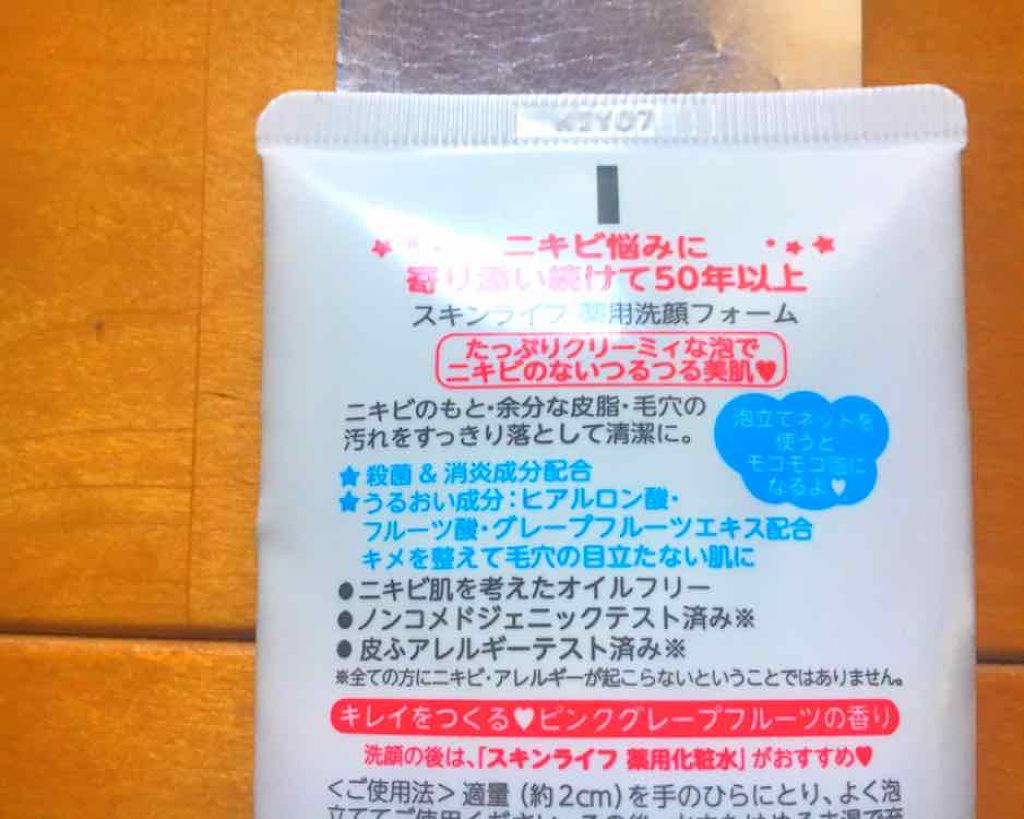 ニキビ悩みに
寄り添い続けて50年以上
スキンライフ 薬用洗顔フォーム
たっぷりクリーミィな泡で
ニキビのないつるつる美肌♥
ニキビのもと・余分な皮脂・毛穴の
汚れをすっきり落として清潔に。
泡立てネットを
使うと
モコモコ泡に
なるよ♥
★殺菌&消炎成分配合
★うるおい成分:ヒアルロン酸・
フルーツ酸・グレープフルーツエキス配合
キメを整えて毛穴の目立たない肌に
●ニキビ肌を考えたオイルフリー
●ノンコメドジェニックテスト済み※
●皮ふアレルギーテスト済み※
※全ての方にニキビ・アレルギーが起こらないということではありません。
キレイをつくる♥ピンクグレープフルーツの香り
洗顔の後は、「スキンライフ 薬用化粧水」がおすすめ♥
<ご使用法>適量(約2cm)を手のひらにとり、よく泡